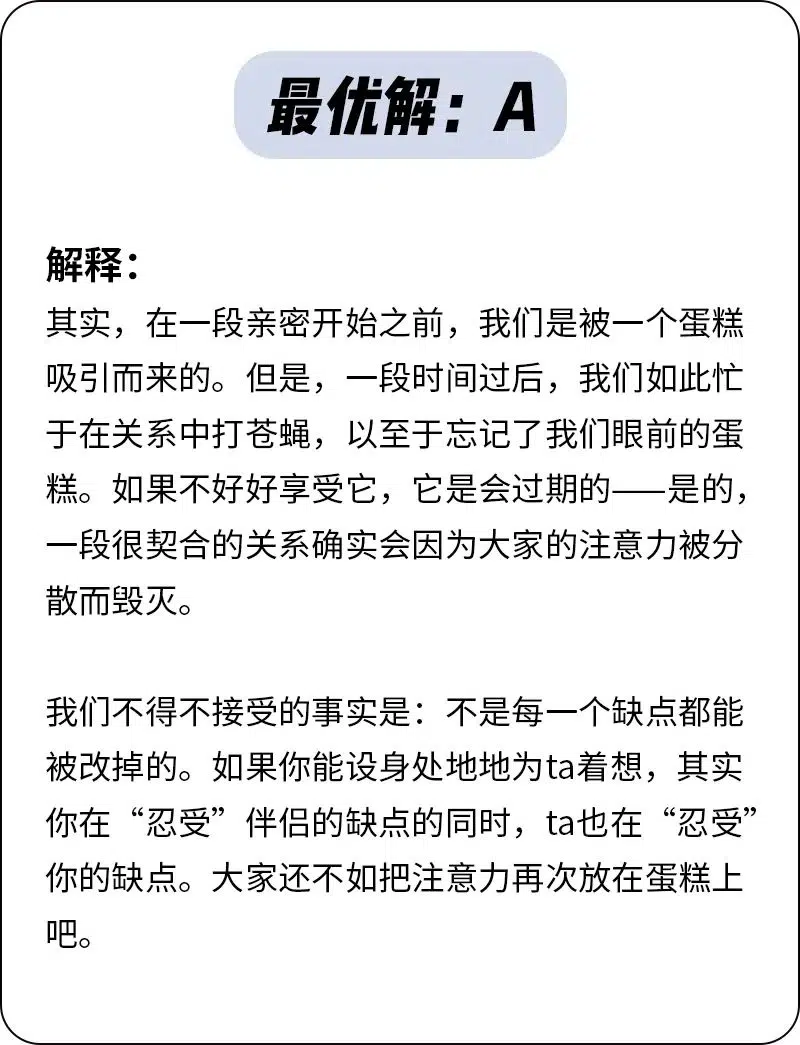 最优解：A
解释：
其实，在一段亲密开始之前，我们是被一个蛋糕
吸引而来的。但是，一段时间过后，我们如此忙
于在关系中打苍蝇，以至于忘记了我们眼前的蛋
糕。如果不好好享受它，它是会过期的——是的，
一段很契合的关系确实会因为大家的注意力被分
散而毁灭。
我们不得不接受的事实是：不是每一个缺点都能
被改掉的。如果你能设身处地地为ta着想，其实
你在“忍受”伴侣的缺点的同时，ta也在“忍受”
你的缺点。大家还不如把注意力再次放在蛋糕上
吧。